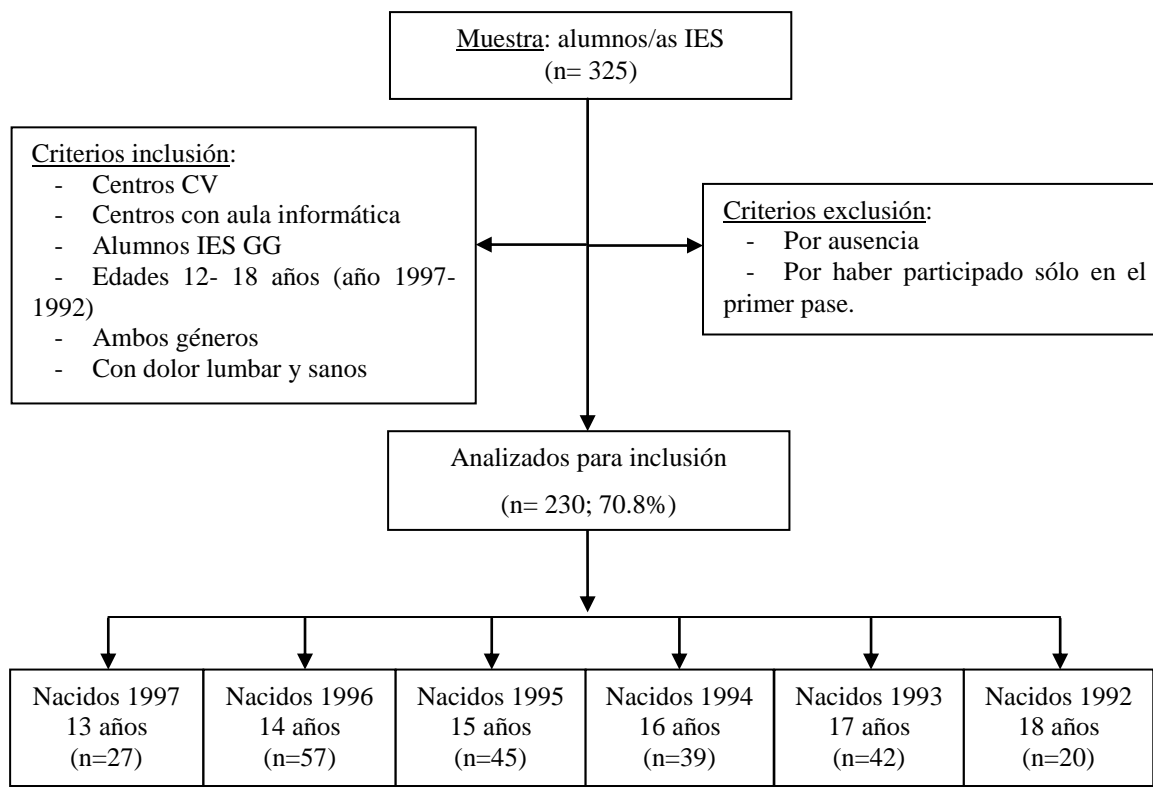 Muestra: alumnos/as IES
(n= 325)
Criterios inclusión:
- Centros CV
- Centros con aula informática
- Alumnos IES GG
- Edades 12- 18 años (año 1997-
1992)
- Ambos géneros
- Con dolor lumbar y sanos
Criterios exclusión:
- Por ausencia
- Por haber participado sólo en el
primer pase.
Analizados para inclusión
(n= 230; 70.8%)
Nacidos 1997
13 años
(n=27)
Nacidos 1996
14 años
(n=57)
Nacidos 1995
15 años
(n=45)
Nacidos 1994
16 años
(n=39)
Nacidos 1993
17 años
(n=42)
Nacidos 1992
18 años
(n=20)